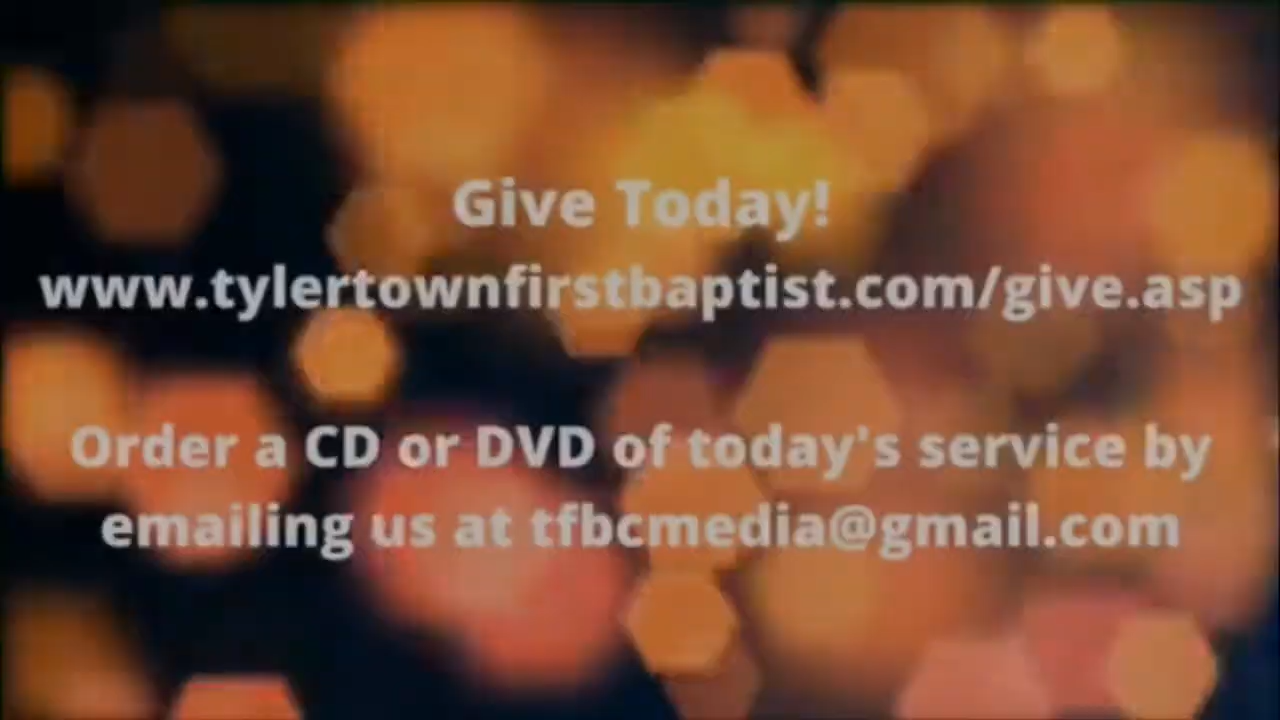 Give Today!
www.tylertownfirstbaptist.com/give.asp
Order a CD or DVD of today's service by
emailing us at tfbcmedia@gmail.com